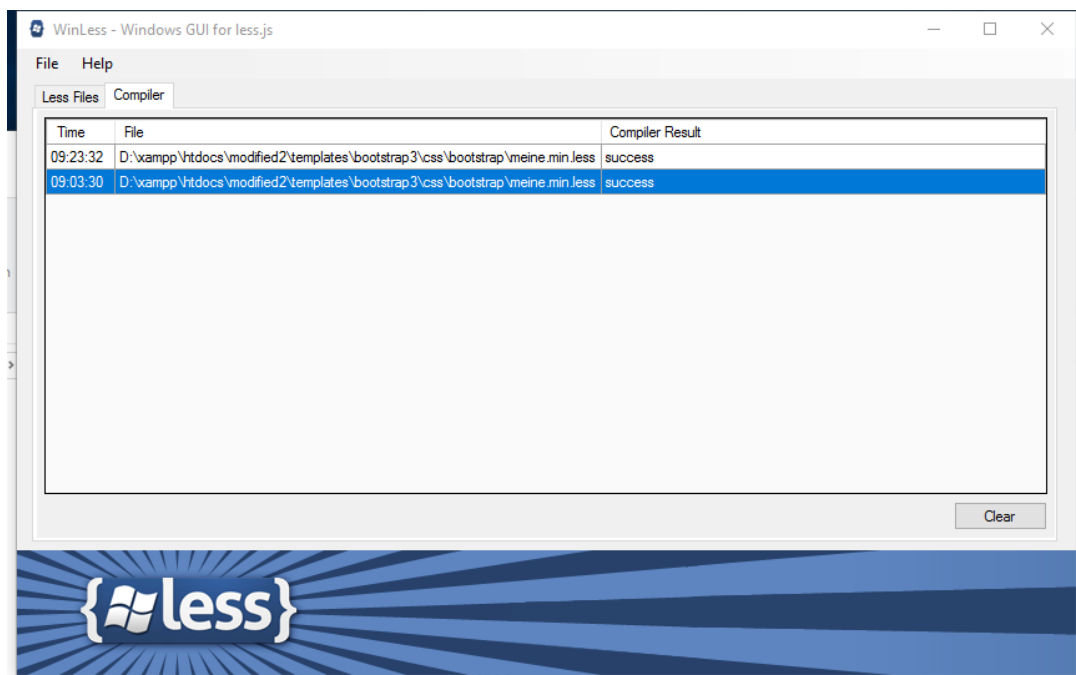 WinLess - Windows GUI for less.js
File Help
Less Files Compiler
Time File Compiler Result
09:23:32 D:\xampp\htdocs\modified2\templates\bootstrap3\css\bootstrap\meine.min.less success
09:03:30 D:\xampp\htdocs\modified2\templates\bootstrap3\css\bootstrap\meine.min.less success
Clear
{less}